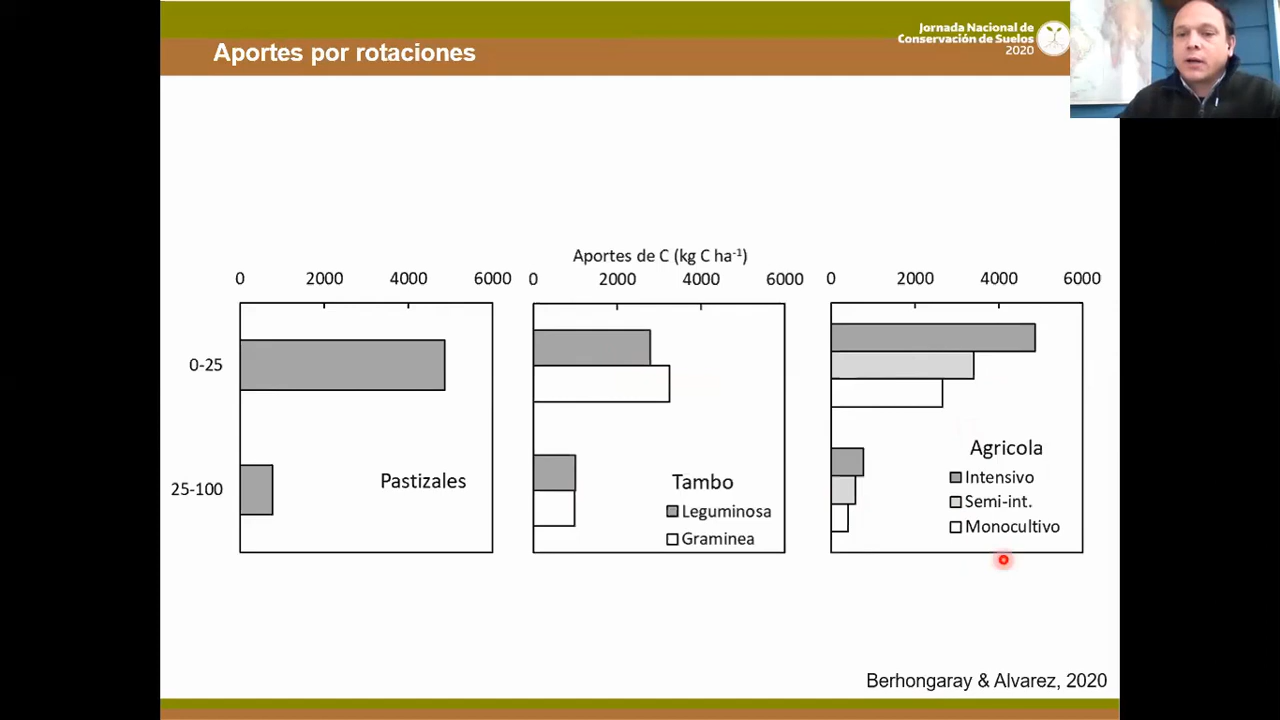 Aportes por rotaciones
Jornada Nacional de
Conservación de Suelos
2020
Aportes de C (kg C ha⁻¹)
0 2000 4000 6000
0 2000 4000 6000
0 2000 4000 6000
0-25
25-100
Pastizales
Tambo
Leguminosa
Graminea
Agricola
Intensivo
Semi-int.
Monocultivo
Berhongaray & Alvarez, 2020